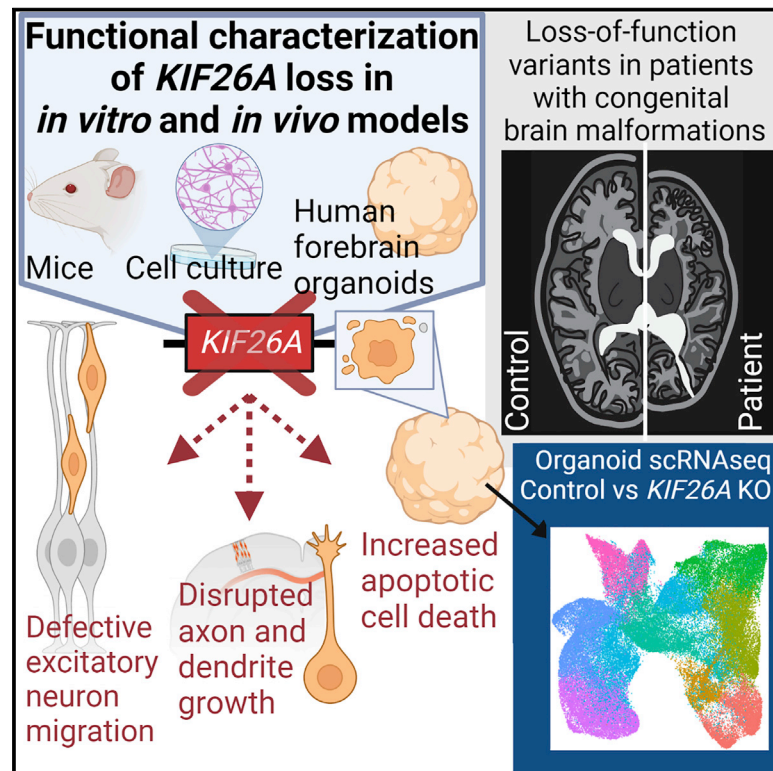 Functional characterization
of KIF26A loss in
in vitro and in vivo models
Mice
Cell culture
Human
forebrain
organoids
KIF26A
Defective
excitatory
neuron
migration
Disrupted
axon and
dendrite
growth
Increased
apoptotic
cell death
Loss-of-function
variants in patients
with congenital
brain malformations
Control
Patient
Organoid scRNAseq
Control vs KIF26A KO